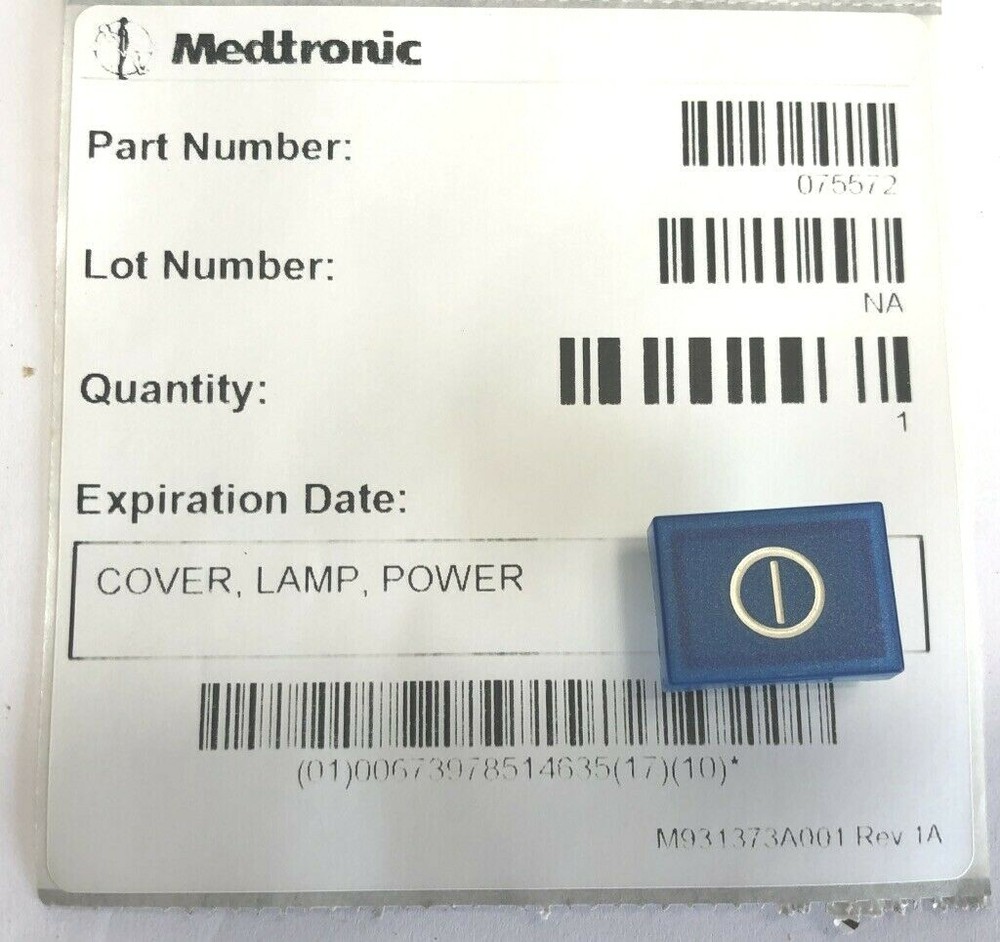 Medtronic
Part Number:
075572
Lot Number:
NA
Quantity:
1
Expiration Date:
COVER, LAMP, POWER
(01)00673978514635(17)(10)*
M931373A001 Rev 1A